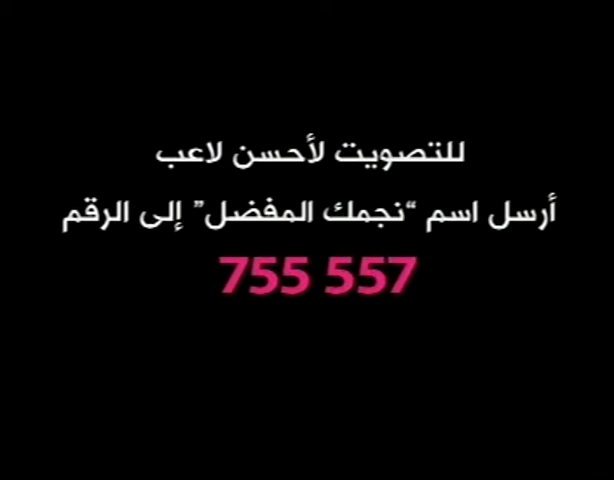 للتصويت لأحسن لاعب
أرسل اسم “نجمك المفضل” إلى الرقم
755 557